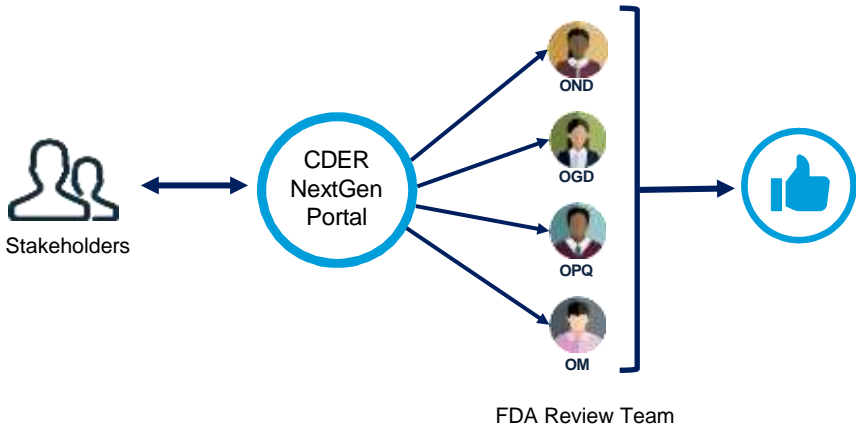 Stakeholders
CDER
NextGen
Portal
OND
OGD
OPQ
OM
FDA Review Team